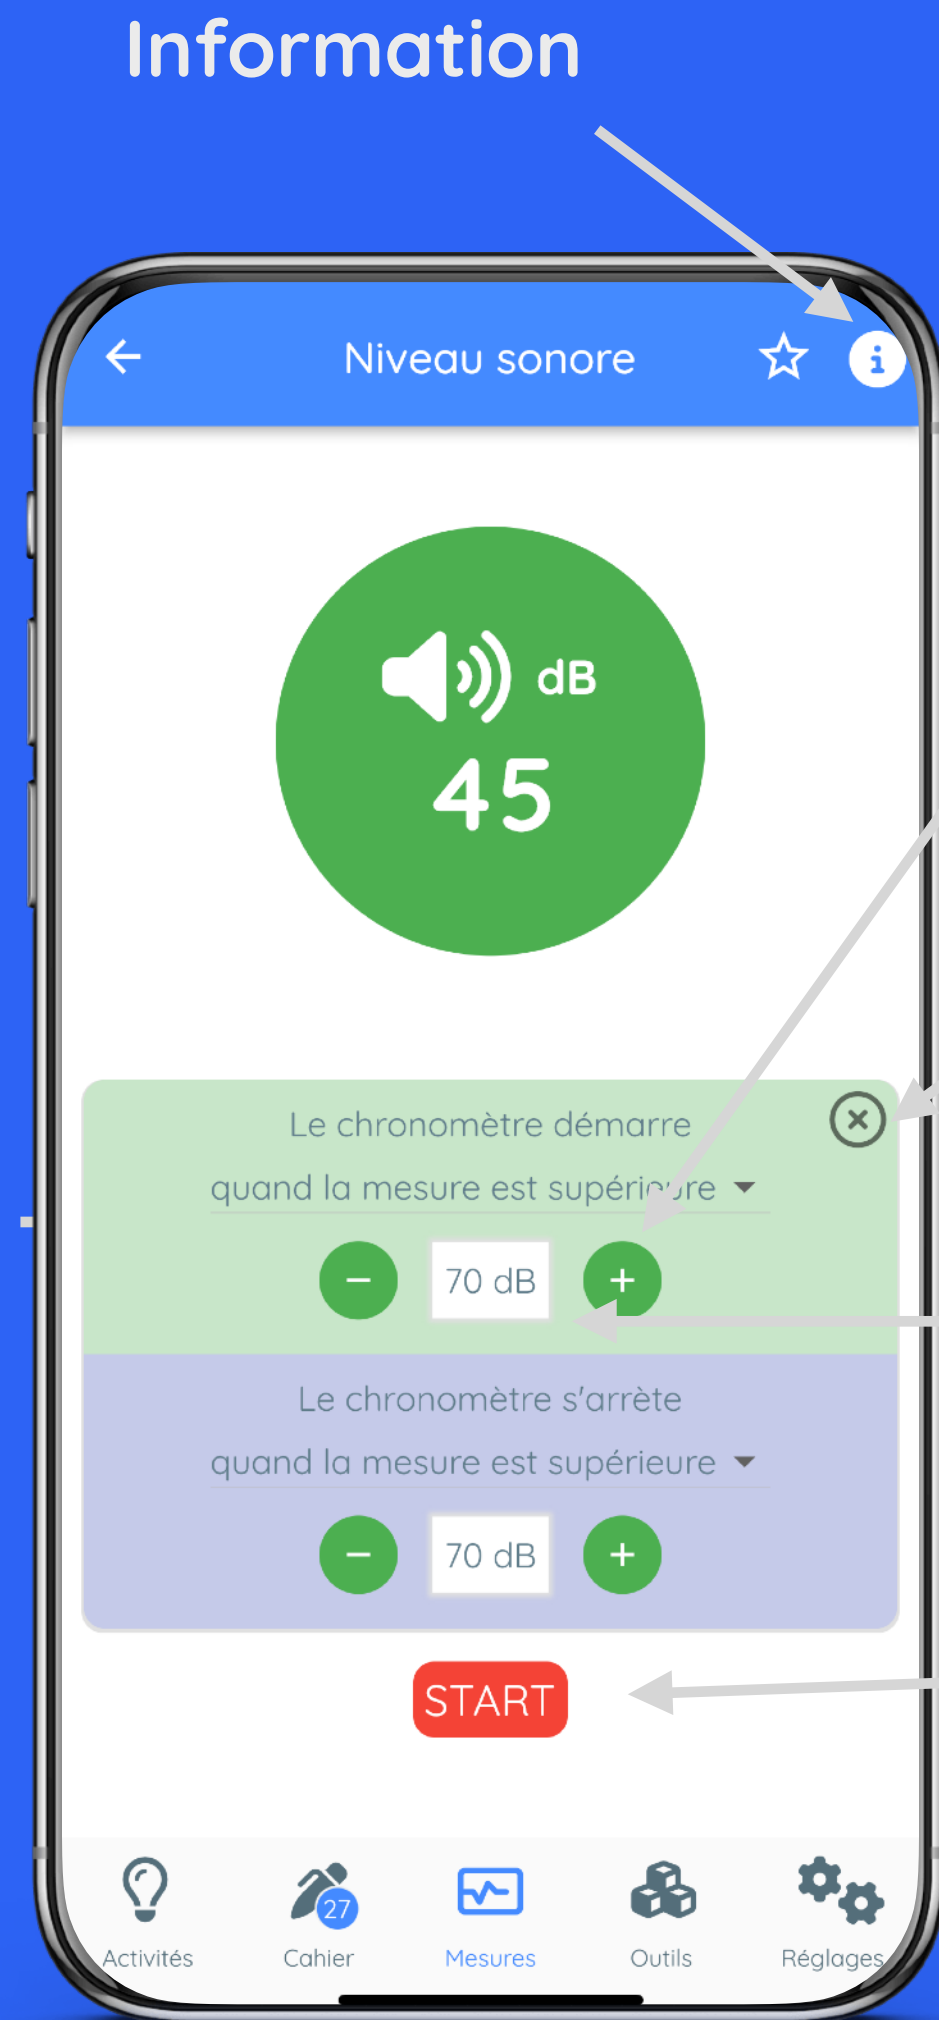 Information
Niveau sonore
dB
45
Le chronomètre démarre
quand la mesure est supérieure
− 70 dB +
Le chronomètre s'arrète
quand la mesure est supérieure
− 70 dB +
START
27
Activités Cahier Mesures Outils Réglages